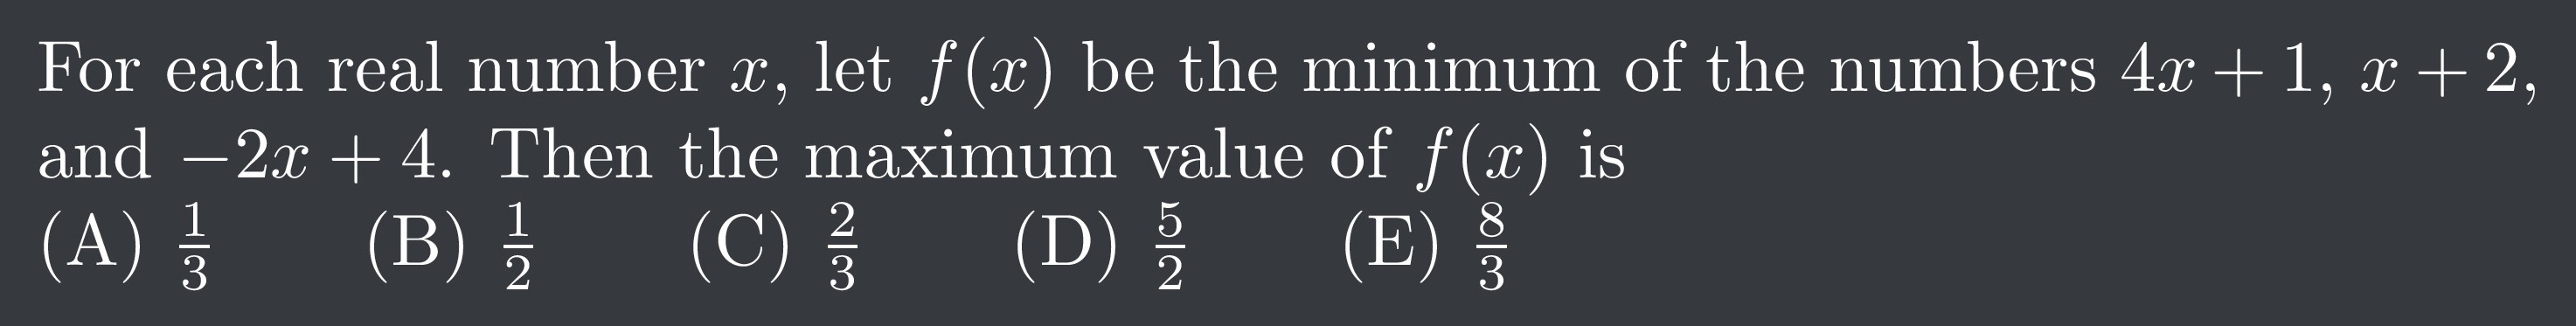 For each real number x, let f(x) be the minimum of the numbers 4x + 1, x + 2,
and −2x + 4. Then the maximum value of f(x) is
(A) 1/3 (B) 1/2 (C) 2/3 (D) 5/2 (E) 8/3